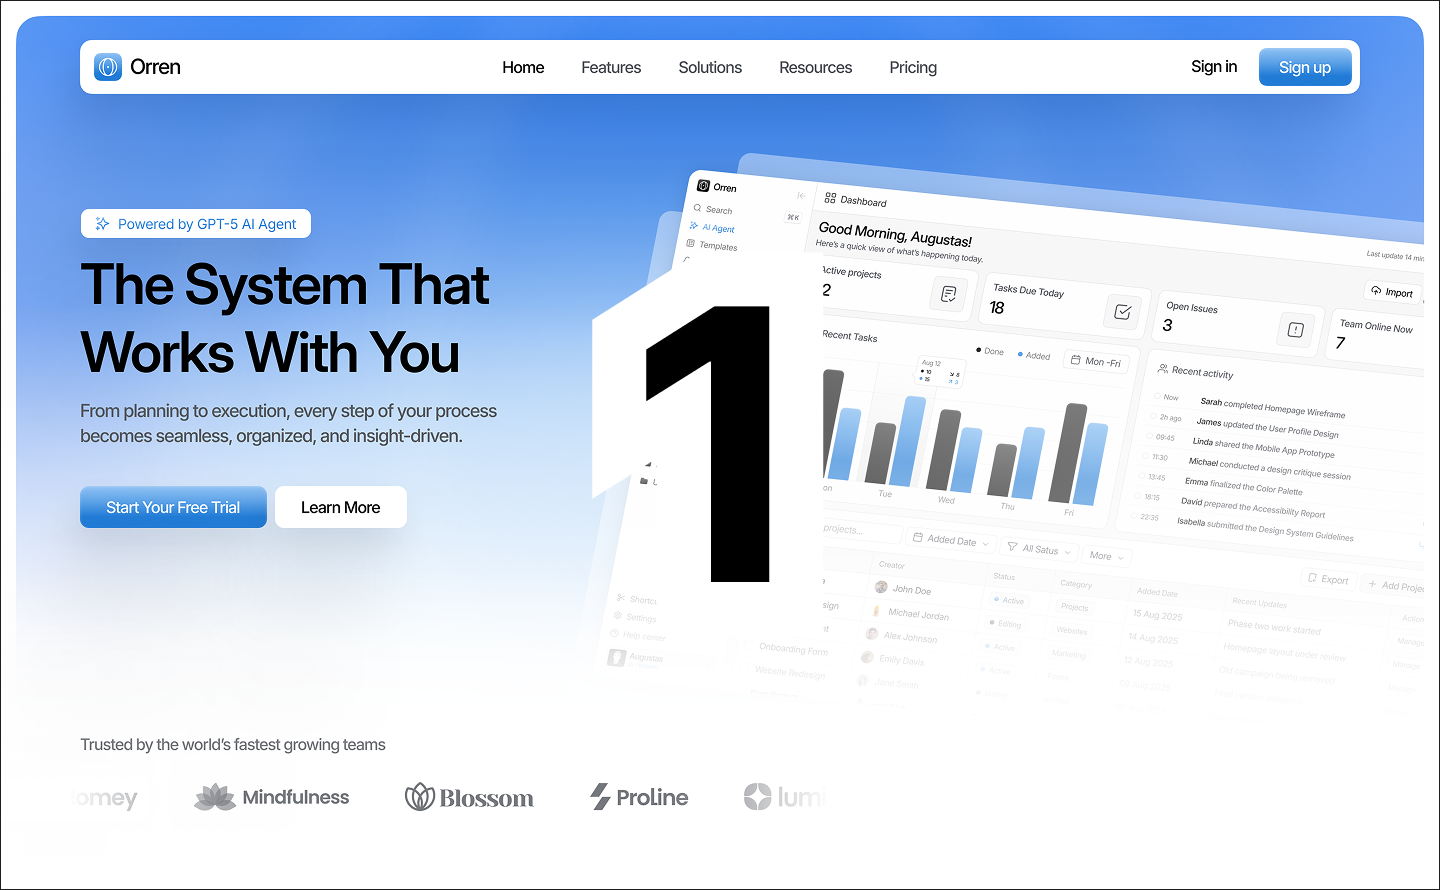 Orren
Home
Features
Solutions
Resources
Pricing
Sign in
Sign up
Powered by GPT-5 AI Agent
The System That
Works With You
From planning to execution, every step of your process
becomes seamless, organized, and insight-driven.
Start Your Free Trial
Learn More
1
Orren
Search
⌘K
AI Agent
Templates
Settings
Help center
Augustas
Dashboard
Good Morning, Augustas!
Here's a quick view of what's happening today.
Last update 14 min
Import
Active projects
2
Tasks Due Today
18
Open Issues
3
Team Online Now
7
Recent Tasks
Done
Added
Mon -Fri
Aug 12
10
8
15
3
Tue
Wed
Thu
Fri
Recent activity
Now
Sarah completed Homepage Wireframe
2h ago
James updated the User Profile Design
09:45
Linda shared the Mobile App Prototype
11:30
Michael conducted a design critique session
13:45
Emma finalized the Color Palette
18:15
David prepared the Accessibility Report
22:35
Isabella submitted the Design System Guidelines
projects...
Added Date
All Satus
More
Export
Add Projec
Creator
Status
Category
Added Date
Recent Updates
Action
John Doe
Active
Projects
15 Aug 2025
Phase two work started
Manage
Michael Jordan
Editing
Websites
14 Aug 2025
Homepage layout under review
Manage
Alex Johnson
Active
Marketing
12 Aug 2025
Old campaign being removed
Onboarding Form
Emily Davis
Active
Website Redesign
Jane Smith
Trusted by the world's fastest growing teams
omey
Mindfulness
Blossom
ProLine
lumi